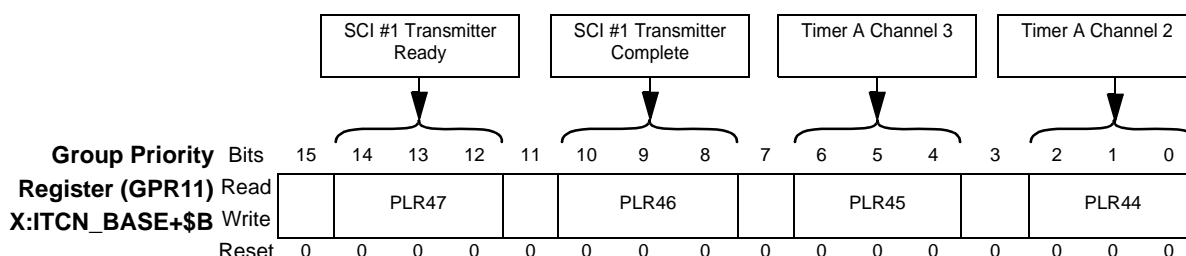 SCI #1 Transmitter
Ready
SCI #1 Transmitter
Complete
Timer A Channel 3
Timer A Channel 2
Group Priority Bits 15 14 13 12 11 10 9 8 7 6 5 4 3 2 1 0
Register (GPR11) Read
PLR47 PLR46 PLR45 PLR44
X:ITCN_BASE+$B Write
Reset 0 0 0 0 0 0 0 0 0 0 0 0 0 0 0 0